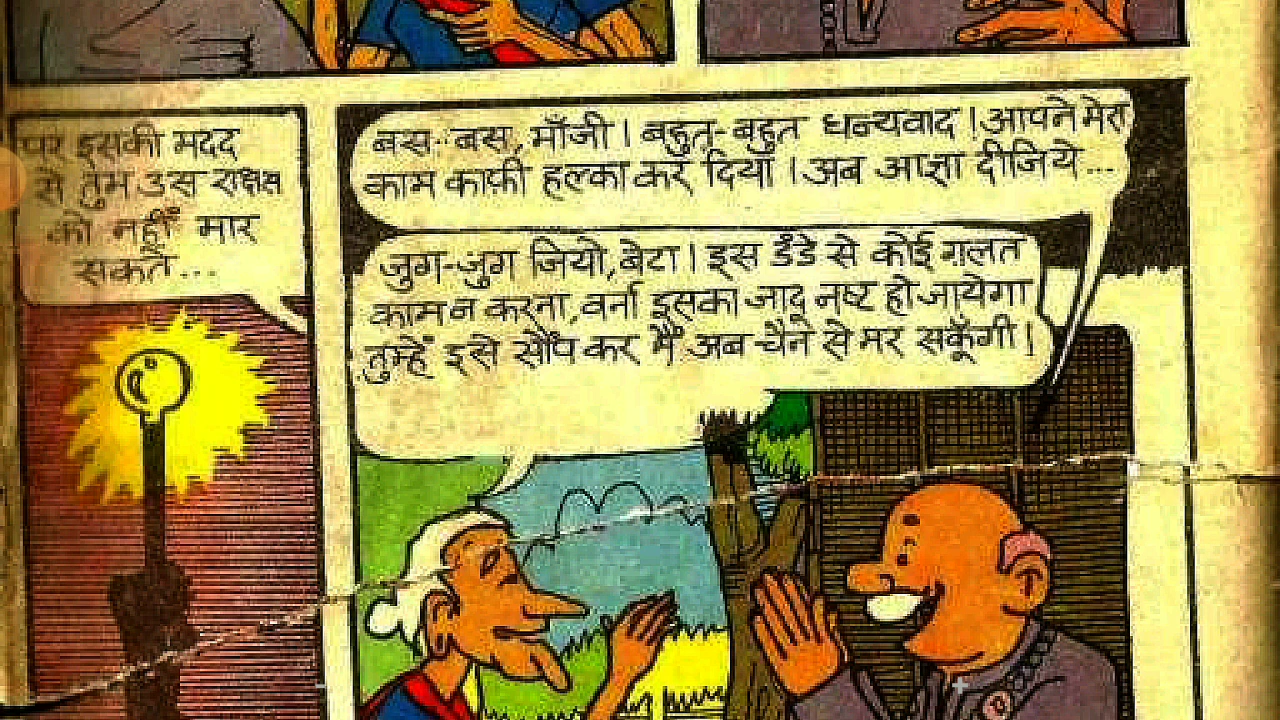 पर इसकी मदद
से तुम उस राक्षस
को नहीं मार
सकते...
बस..बस, माँजी । बहुत-बहुत धन्यवाद ! आपने मेरा
काम काफ़ी हल्का कर दिया । अब आज्ञा दीजिये ...
जुग-जुग जियो, बेटा । इस डंडे से कोई ग़लत
काम न करना, वर्ना इसका जादू नष्ट हो जायेगा
तुम्हें इसे सौंप कर मैं अब चैन से मर सकूँगी !